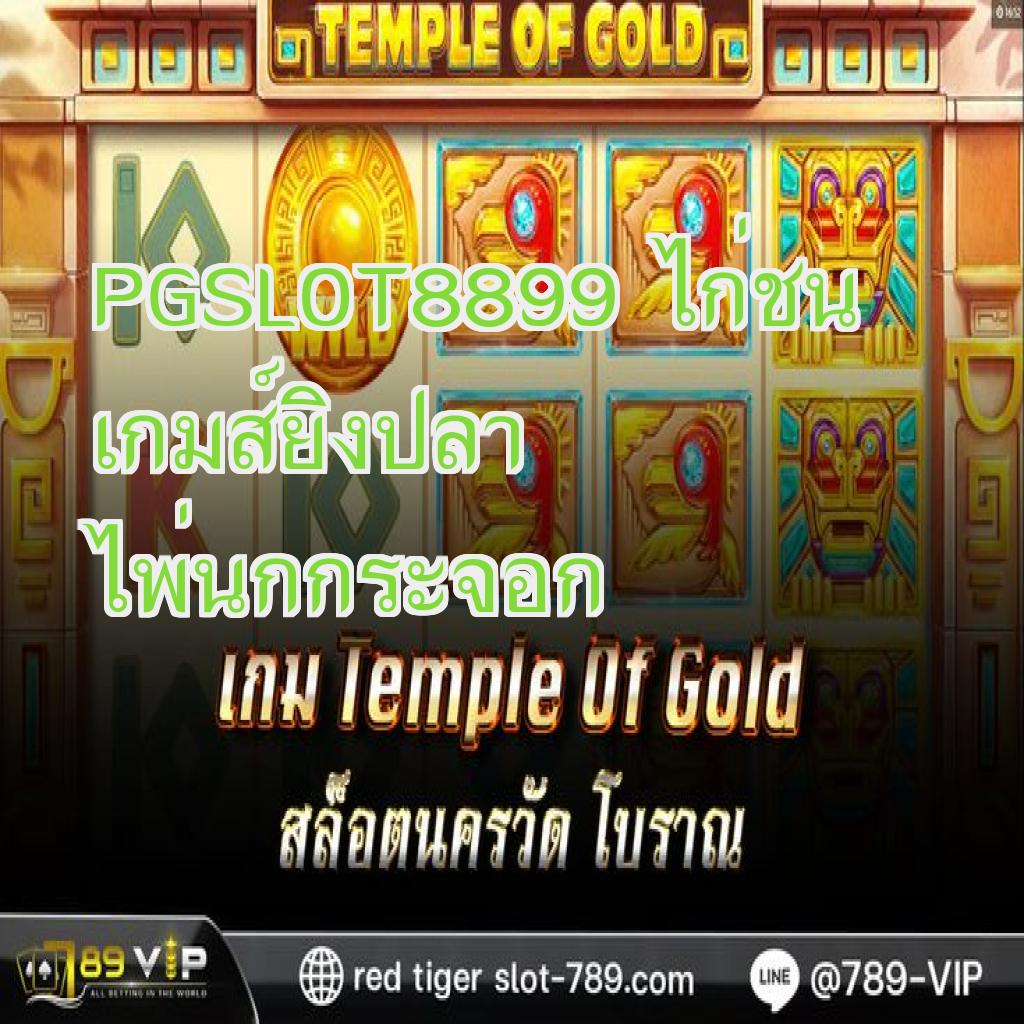 TEMPLE OF GOLD
WILD
PGSLOT8899 ไก่ชน
เกมส์ยิงปลา
ไพ่นกกระจอก
K
เกม Temple Of Gold
สล็อตนครวัด โบราณ
789 VIP
ALL BETTING IN THE WORLD
red tiger slot-789.com
LINE
@789-VIP